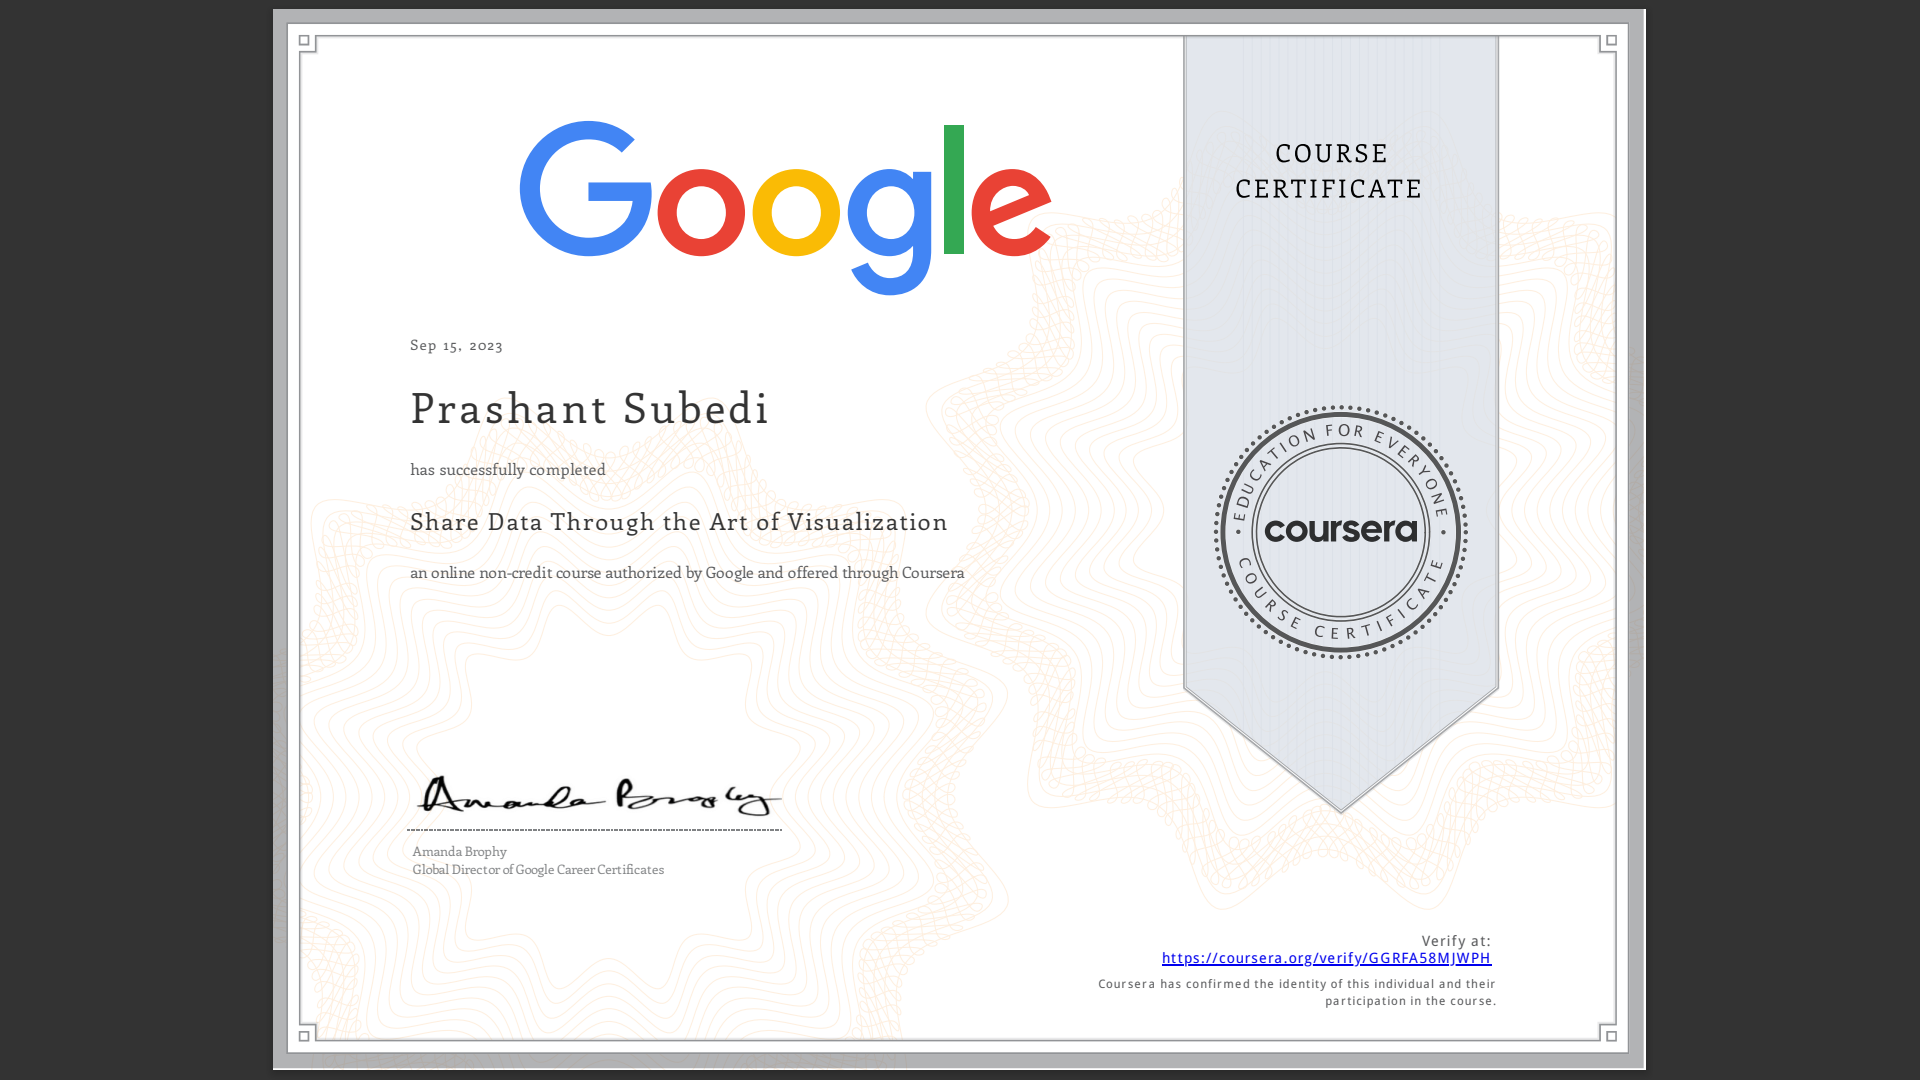 Google
COURSE
CERTIFICATE
Sep 15, 2023
Prashant Subedi
has successfully completed
Share Data Through the Art of Visualization
an online non-credit course authorized by Google and offered through Coursera
EDUCATION FOR EVERYONE
coursera
COURSE CERTIFICATE
Amanda Brophy
Amanda Brophy
Global Director of Google Career Certificates
Verify at:
https://coursera.org/verify/GGRFA58MJWPH
Coursera has confirmed the identity of this individual and their
participation in the course.